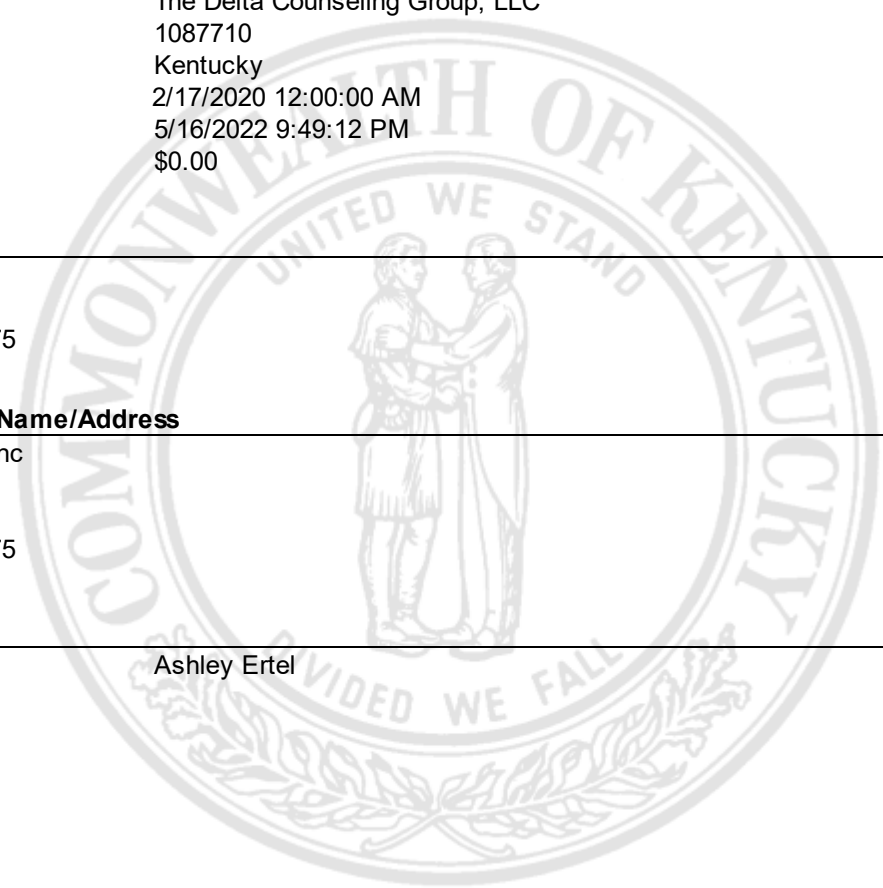 The Delta Counseling Group, LLC
1087710
Kentucky
2/17/2020 12:00:00 AM
5/16/2022 9:49:12 PM
$0.00
75
Name/Address
nc
75
Ashley Ertel
COMMONWEALTH OF KENTUCKY
UNITED WE STAND
DIVIDED WE FALL